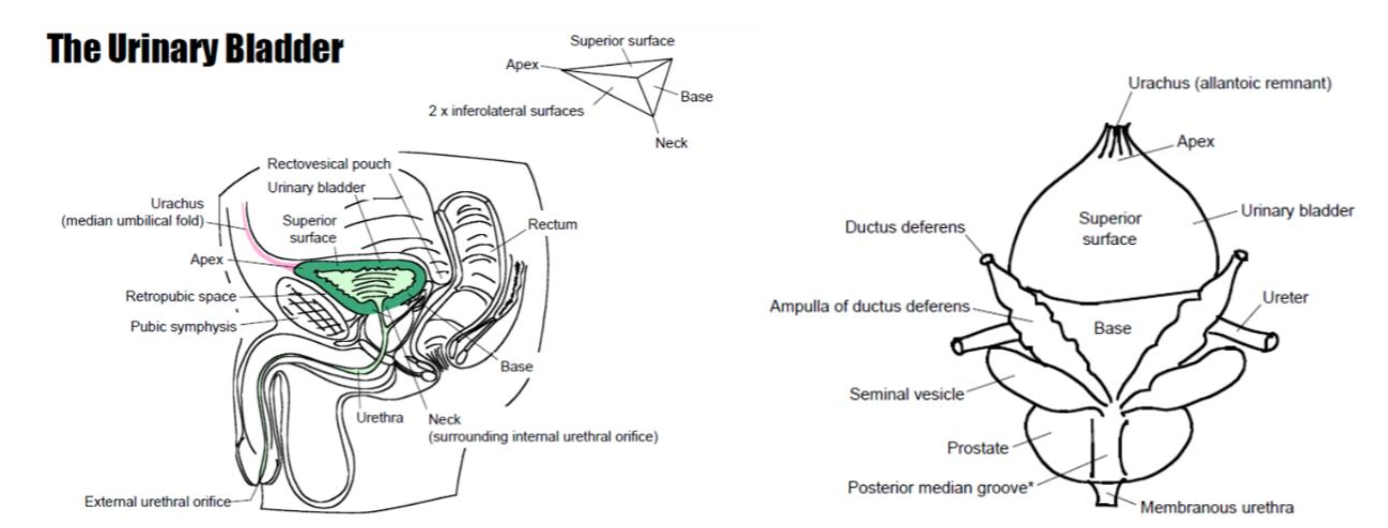 The Urinary Bladder
Superior surface
Apex
2 x inferolateral surfaces
Base
Neck
Rectovesical pouch
Urinary bladder
Urachus
(median umbilical fold)
Superior
surface
Rectum
Apex
Retropubic space
Pubic symphysis
Base
Urethra
Neck
(surrounding internal urethral orifice)
External urethral orifice
Urachus (allantoic remnant)
Apex
Urinary bladder
Superior
surface
Ductus deferens
Ureter
Ampulla of ductus deferens
Base
Seminal vesicle
Prostate
Posterior median groove*
Membranous urethra